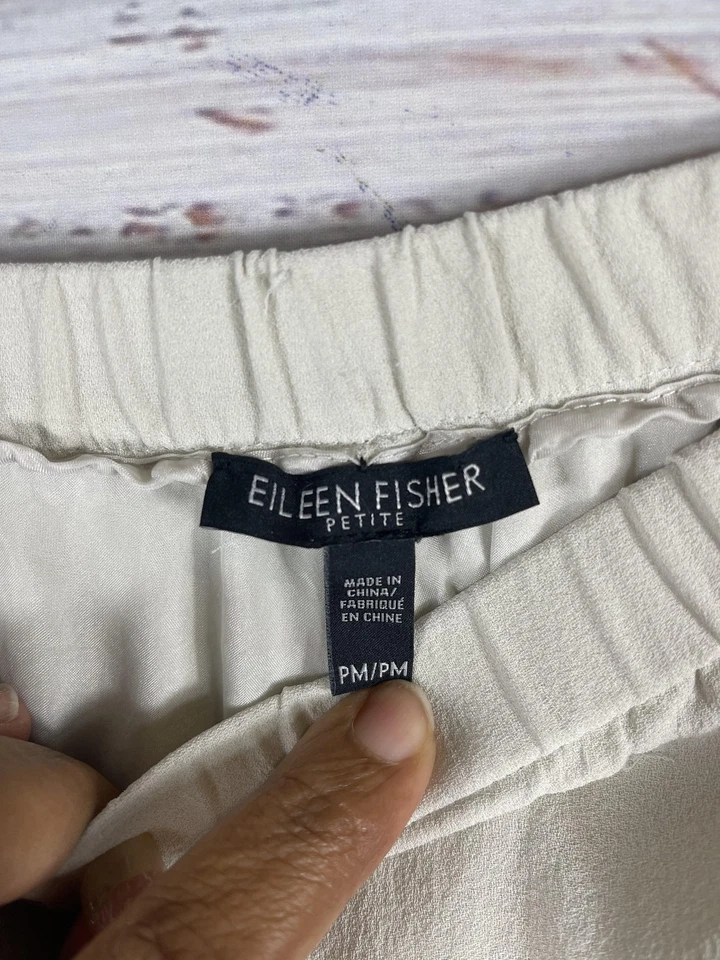 EILEEN FISHER
PETITE
MADE IN
CHINA/
FABRIQUÉ
EN CHINE
PM/PM